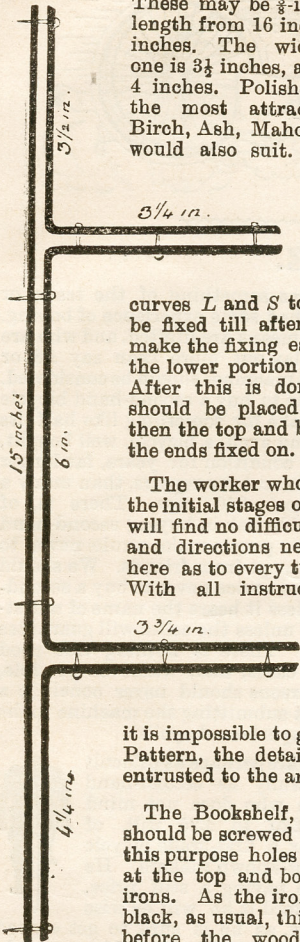 These may be ⅜-i
length from 16 in
inches. The wi
one is 3½ inches, a
4 inches. Polish
the most attrac
Birch, Ash, Maho
would also suit.
3½ in.
3¼ in.
curves L and S to
be fixed till after
make the fixing e
the lower portion
After this is do
should be placed
then the top and b
the ends fixed on.
15 inches
6 in.
The worker who
the initial stages o
will find no difficu
and directions ne
here as to every t
With all instruc
3¾ in.
it is impossible to g
Pattern, the detai
entrusted to the ar
4¼ in.
The Bookshelf,
should be screwed
this purpose holes
at the top and bo
irons. As the iro
black, as usual, thi
before the wood